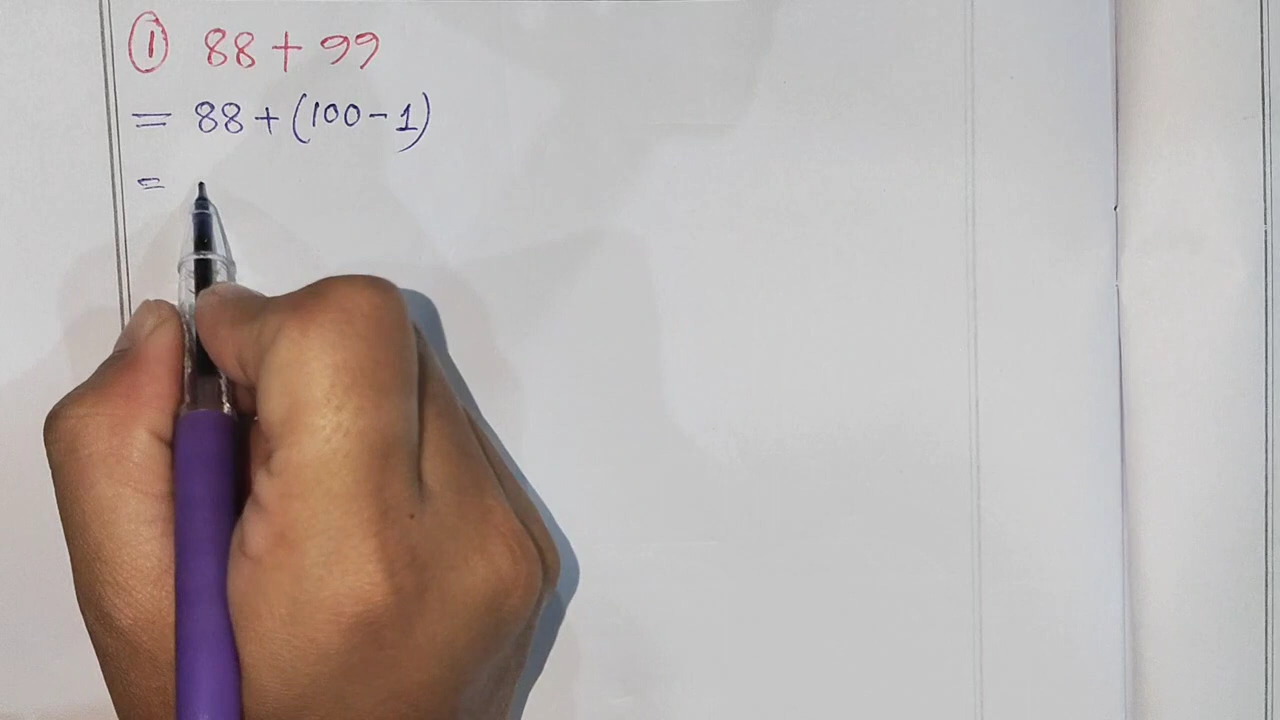 ① 88 + 99
= 88 + (100 - 1)
=